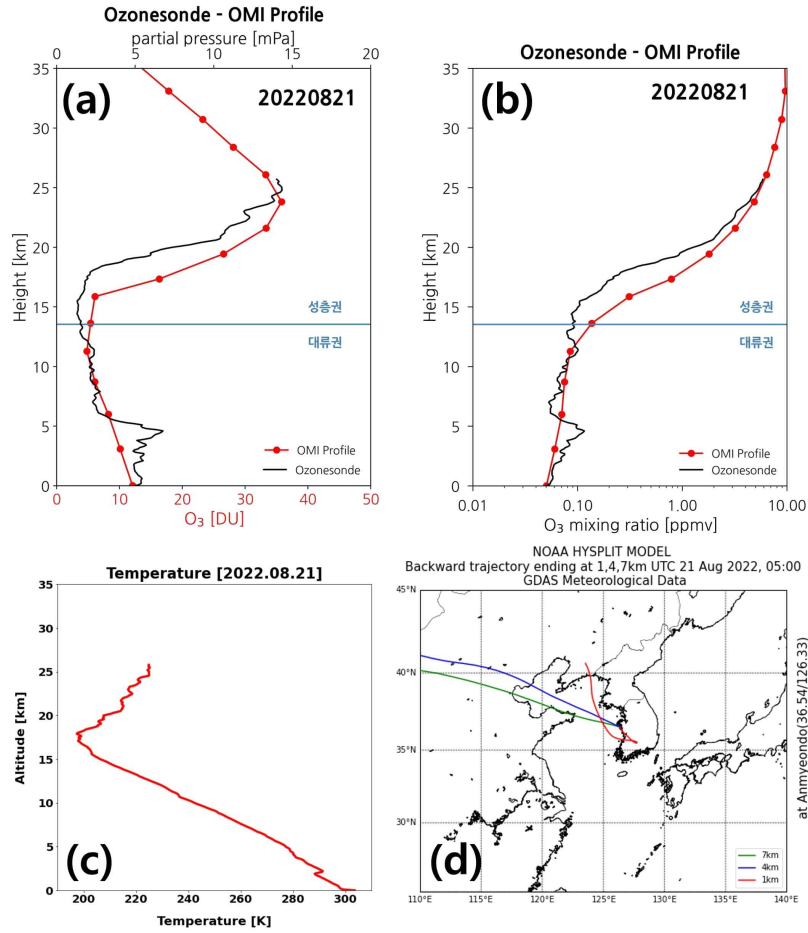 Ozonesonde - OMI Profile
partial pressure [mPa]
0 5 10 15 20
(a)
20220821
35
30
25
20
15
10
5
0
Height [km]
성층권
대류권
OMI Profile
Ozonesonde
0 10 20 30 40 50
O₃ [DU]
Ozonesonde - OMI Profile
(b)
20220821
35
30
25
20
15
10
5
0
Height [km]
성층권
대류권
OMI Profile
Ozonesonde
0.01 0.10 1.00 10.00
O₃ mixing ratio [ppmv]
Temperature [2022.08.21]
35
30
25
20
15
10
5
0
Altitude [km]
(c)
200 220 240 260 280 300
Temperature [K]
NOAA HYSPLIT MODEL
Backward trajectory ending at 1,4,7km UTC 21 Aug 2022, 05:00
GDAS Meteorological Data
45°N
40°N
35°N
30°N
(d)
7km
4km
1km
110°E 115°E 120°E 125°E 130°E 135°E 140°E
at Anmyeondo(36.54/126.33)